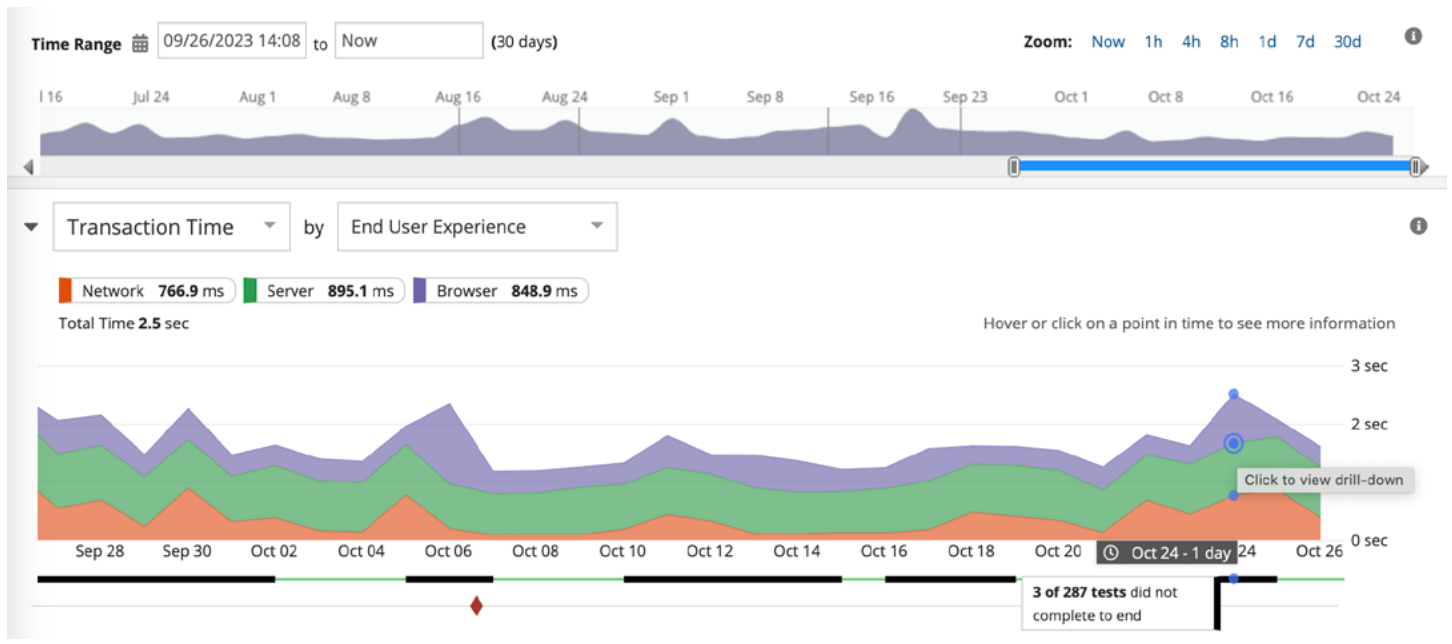 Time Range 09/26/2023 14:08 to Now (30 days) Zoom: Now 1h 4h 8h 1d 7d 30d
l 16 Jul 24 Aug 1 Aug 8 Aug 16 Aug 24 Sep 1 Sep 8 Sep 16 Sep 23 Oct 1 Oct 8 Oct 16 Oct 24
Transaction Time by End User Experience
Network 766.9 ms Server 895.1 ms Browser 848.9 ms
Total Time 2.5 sec Hover or click on a point in time to see more information
3 sec
2 sec
Click to view drill-down
0 sec
Sep 28 Sep 30 Oct 02 Oct 04 Oct 06 Oct 08 Oct 10 Oct 12 Oct 14 Oct 16 Oct 18 Oct 20 Oct 24 - 1 day 24 Oct 26
3 of 287 tests did not
complete to end